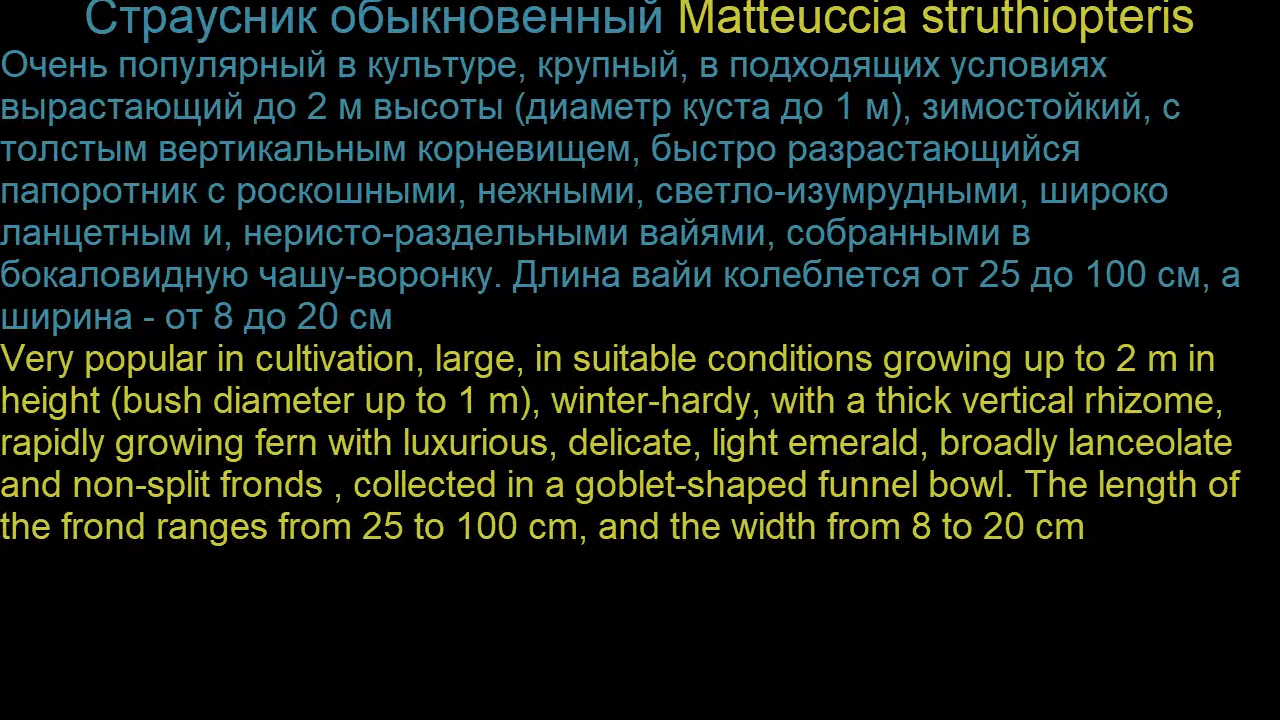 Страусник обыкновенный Matteuccia struthiopteris
Очень популярный в культуре, крупный, в подходящих условиях
вырастающий до 2 м высоты (диаметр куста до 1 м), зимостойкий, с
толстым вертикальным корневищем, быстро разрастающийся
папоротник с роскошными, нежными, светло-изумрудными, широко
ланцетным и, неристо-раздельными вайями, собранными в
бокаловидную чашу-воронку. Длина вайи колеблется от 25 до 100 см, а
ширина - от 8 до 20 см
Very popular in cultivation, large, in suitable conditions growing up to 2 m in
height (bush diameter up to 1 m), winter-hardy, with a thick vertical rhizome,
rapidly growing fern with luxurious, delicate, light emerald, broadly lanceolate
and non-split fronds , collected in a goblet-shaped funnel bowl. The length of
the frond ranges from 25 to 100 cm, and the width from 8 to 20 cm